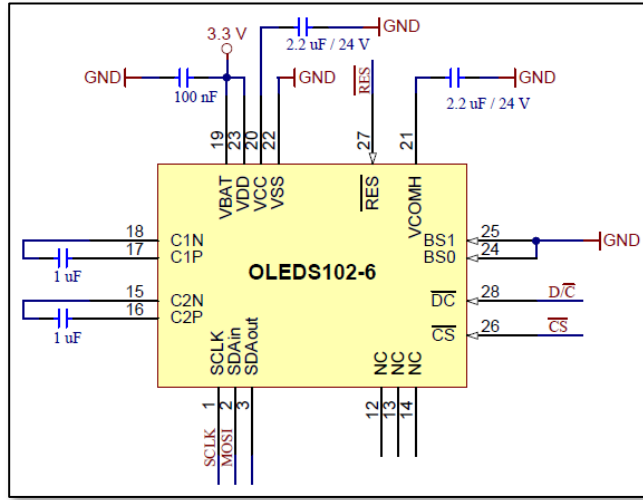 3.3 V
2.2 uF / 24 V
GND
GND
100 nF
GND
RES
2.2 uF / 24 V
GND
19
23
20
22
27
21
VBAT
VDD
VCC
VSS
RES
VCOMH
18 C1N
17 C1P
1 uF
15 C2N
16 C2P
1 uF
OLEDS102-6
BS1 25
BS0 24
GND
DC 28 D/C
CS 26 CS
SCLK
SDAin
SDAout
NC
NC
NC
1
2
3
12
13
14
SCLK
MOSI